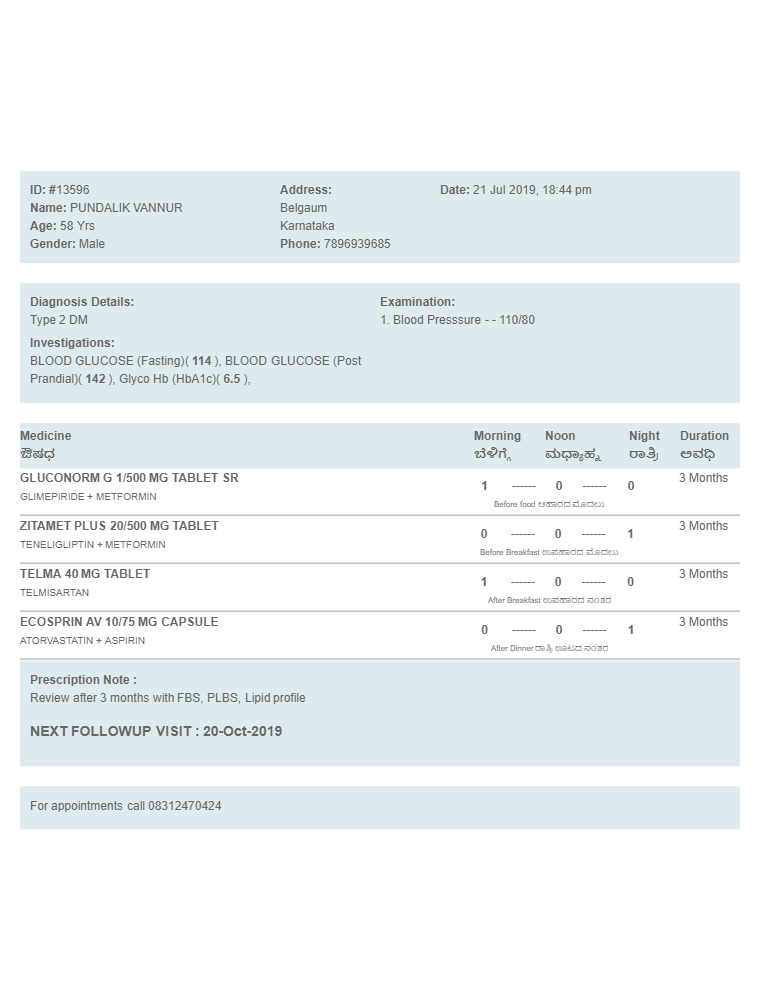 ID: #13596
Name: PUNDALIK VANNUR
Age: 58 Yrs
Gender: Male
Address:
Belgaum
Karnataka
Phone: 7896939685
Date: 21 Jul 2019, 18:44 pm
Diagnosis Details:
Type 2 DM
Investigations:
BLOOD GLUCOSE (Fasting)( 114 ), BLOOD GLUCOSE (Post
Prandial)( 142 ), Glyco Hb (HbA1c)( 6.5 ),
Examination:
1. Blood Presssure - - 110/80
Medicine Morning Noon Night Duration
ಔಷಧ ಬೆಳಿಗ್ಗೆ ಮಧ್ಯಾಹ್ನ ರಾತ್ರಿ ಅವಧಿ
GLUCONORM G 1/500 MG TABLET SR 3 Months
GLIMEPIRIDE + METFORMIN 1 ------ 0 ------ 0
Before food ಆಹಾರದ ಮೊದಲು
ZITAMET PLUS 20/500 MG TABLET 3 Months
TENELIGLIPTIN + METFORMIN 0 ------ 0 ------ 1
Before Breakfast ಉಪಹಾರದ ಮೊದಲು
TELMA 40 MG TABLET 3 Months
TELMISARTAN 1 ------ 0 ------ 0
After Breakfast ಉಪಹಾರದ ನಂತರ
ECOSPRIN AV 10/75 MG CAPSULE 3 Months
ATORVASTATIN + ASPIRIN 0 ------ 0 ------ 1
After Dinner ರಾತ್ರಿ ಊಟದ ನಂತರ
Prescription Note :
Review after 3 months with FBS, PLBS, Lipid profile
NEXT FOLLOWUP VISIT : 20-Oct-2019
For appointments call 08312470424